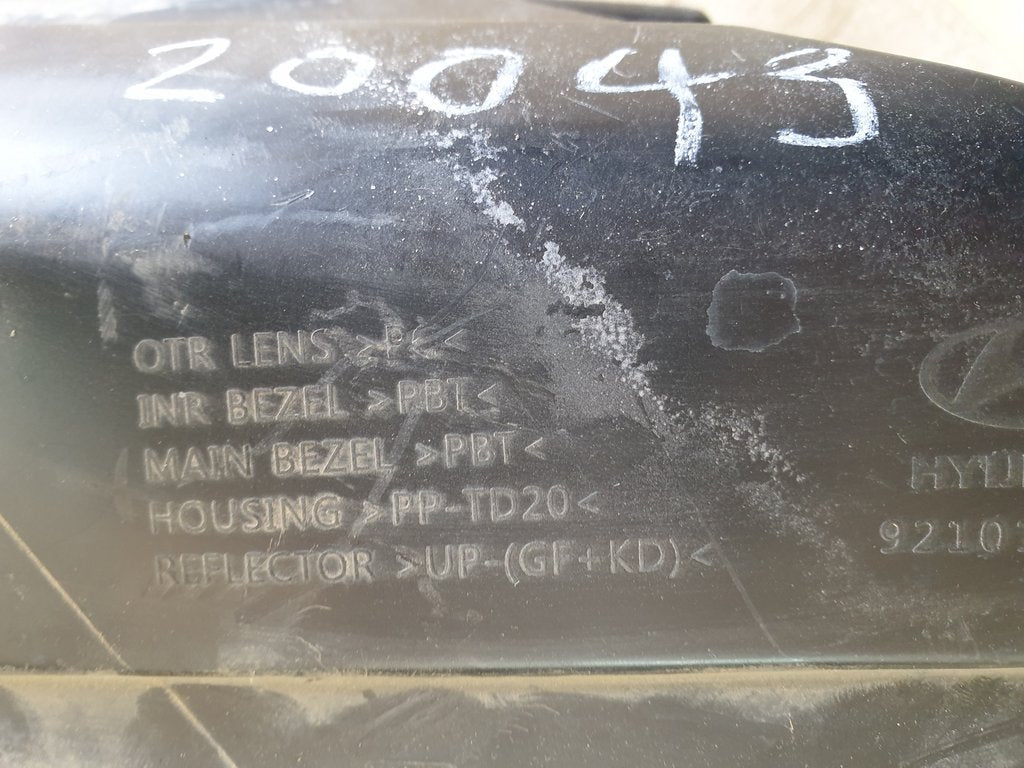 20043
OTR LENS >PC<
INR BEZEL >PBT<
MAIN BEZEL >PBT<
HOUSING >PP-TD20<
REFLECTOR >UP-(GF+KD)<